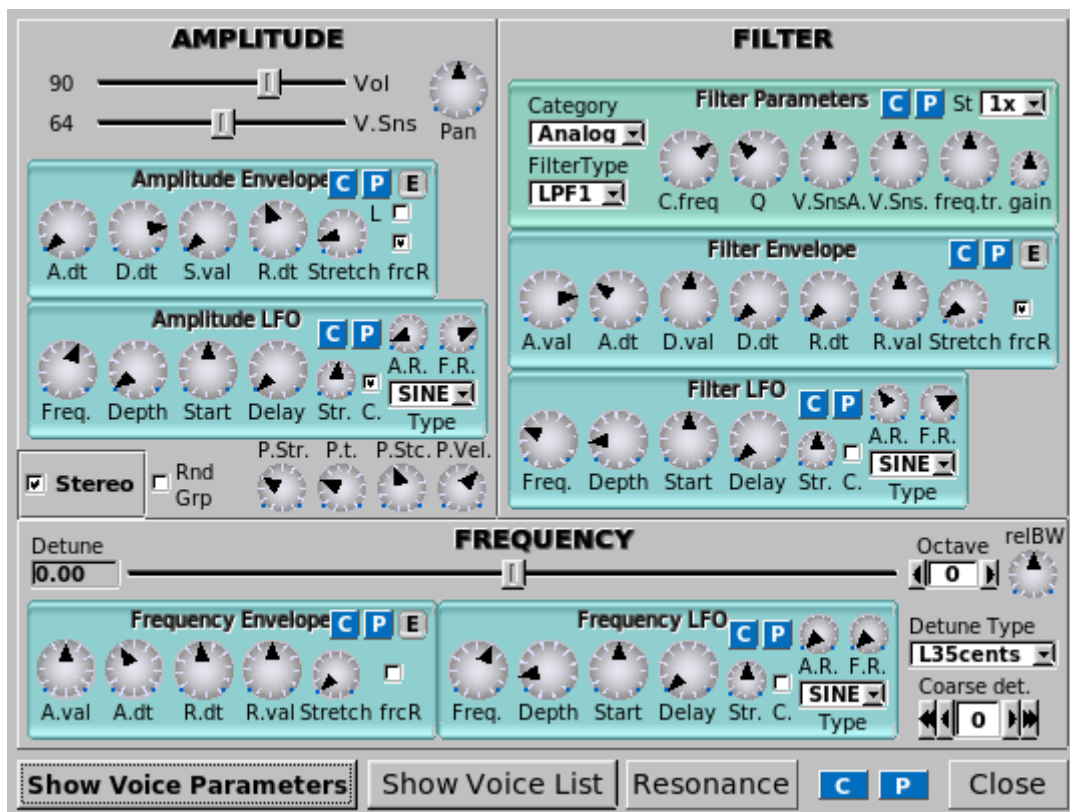 AMPLITUDE
90 Vol
64 V.Sns
Pan
Amplitude Envelope C P E
L
A.dt D.dt S.val R.dt Stretch frcR
Amplitude LFO C P
A.R. F.R.
SINE
Freq. Depth Start Delay Str. C.
Type
Stereo
Rnd
Grp
P.Str. P.t. P.Stc. P.Vel.
FILTER
Category
Analog
FilterType
LPF1
Filter Parameters C P St 1x
C.freq Q V.SnsA. V.Sns. freq.tr. gain
Filter Envelope C P E
A.val A.dt D.val D.dt R.dt R.val Stretch frcR
Filter LFO C P
A.R. F.R.
SINE
Freq. Depth Start Delay Str. C.
Type
FREQUENCY
Detune
0.00
Octave
0
relBW
Frequency Envelope C P E
A.val A.dt R.dt R.val Stretch frcR
Frequency LFO C P
A.R. F.R.
SINE
Freq. Depth Start Delay Str. C.
Type
Detune Type
L35cents
Coarse det.
0
Show Voice Parameters Show Voice List Resonance C P Close